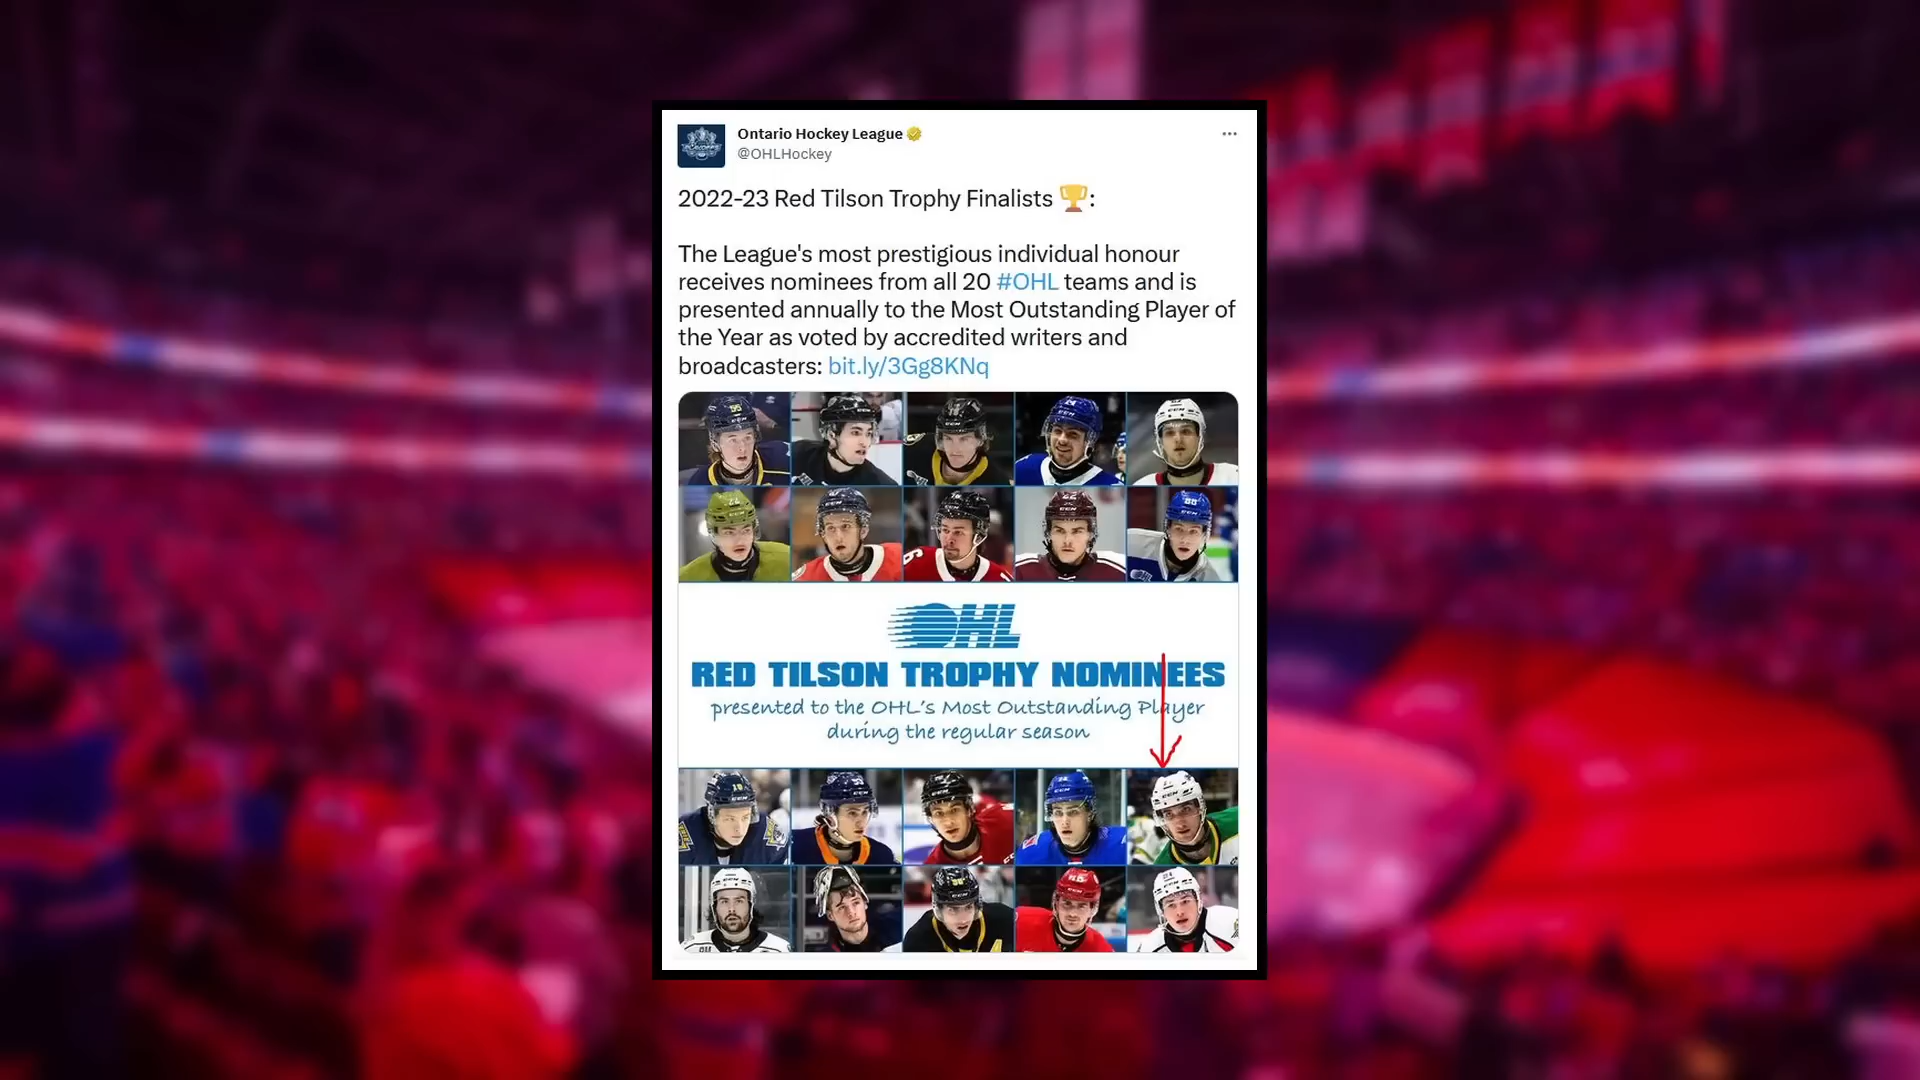 Ontario Hockey League
@OHLHockey
2022-23 Red Tilson Trophy Finalists 🏆:
The League's most prestigious individual honour
receives nominees from all 20 #OHL teams and is
presented annually to the Most Outstanding Player of
the Year as voted by accredited writers and
broadcasters: bit.ly/3Gg8KNq
OHL
RED TILSON TROPHY NOMINEES
presented to the OHL's Most Outstanding Player
during the regular season